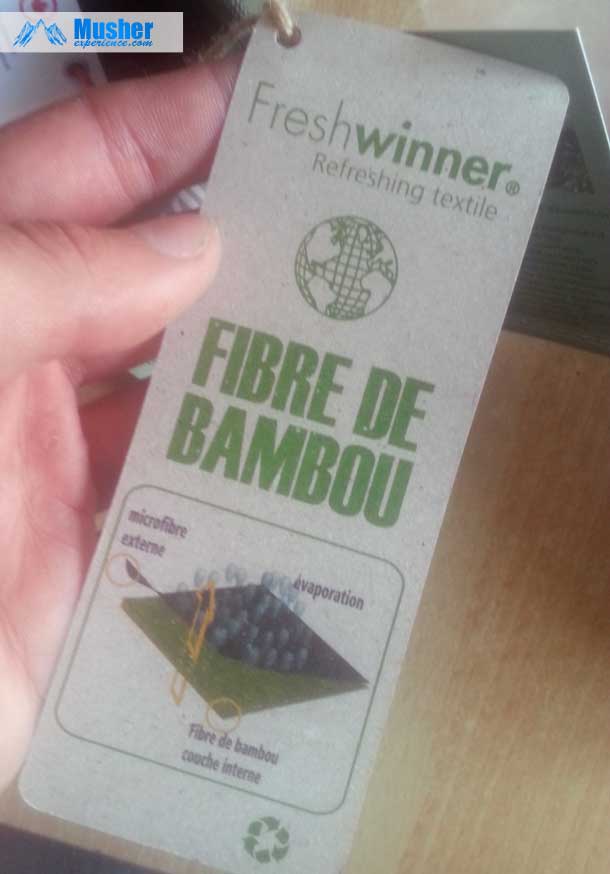 Musher
experience.com
Freshwinner®
Refreshing textile
FIBRE DE
BAMBOU
microfibre
externe
évaporation
Fibre de bambou
couche interne